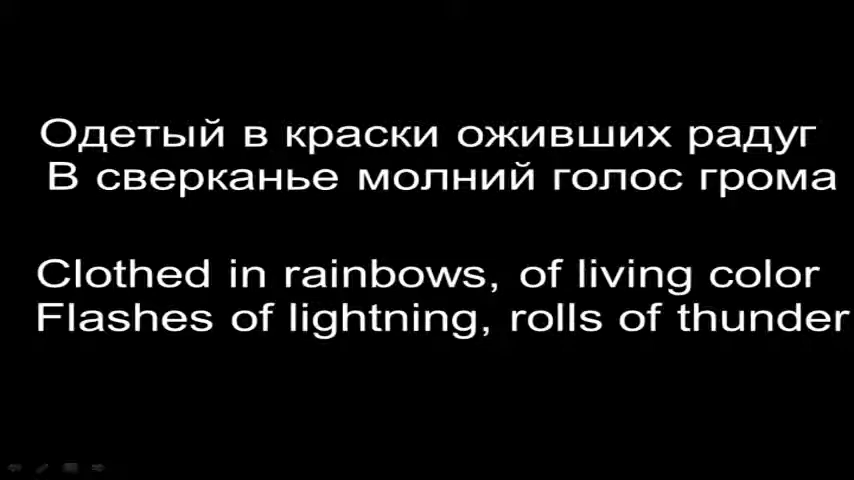 Одетый в краски оживших радуг
В сверканье молний голос грома
Clothed in rainbows, of living color
Flashes of lightning, rolls of thunder